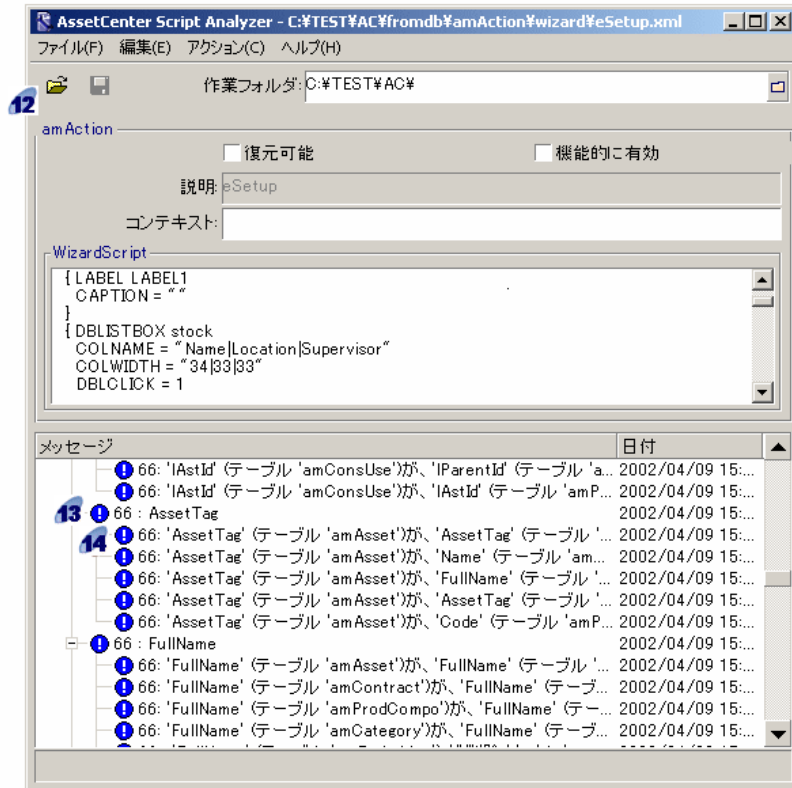 AssetCenter Script Analyzer - C:¥TEST¥AC¥fromdb¥amAction¥wizard¥eSetup.xml
ファイル(F) 編集(E) アクション(C) ヘルプ(H)
作業フォルダ: C:¥TEST¥AC¥
12
amAction
復元可能 機能的に有効
説明: eSetup
コンテキスト:
WizardScript
{ LABEL LABEL1
CAPTION = ""
}
{ DBLISTBOX stock
COLNAME = "Name|Location|Supervisor"
COLWIDTH = "34|33|33"
DBLCLICK = 1
メッセージ 日付
66: 'lAstId' (テーブル 'amConsUse')が、'lParentId' (テーブル 'a... 2002/04/09 15:...
66: 'lAstId' (テーブル 'amConsUse')が、'lAstId' (テーブル 'amP... 2002/04/09 15:...
13 66 : AssetTag 2002/04/09 15:...
14 66: 'AssetTag' (テーブル 'amAsset')が、'AssetTag' (テーブル '... 2002/04/09 15:...
66: 'AssetTag' (テーブル 'amAsset')が、'Name' (テーブル 'am... 2002/04/09 15:...
66: 'AssetTag' (テーブル 'amAsset')が、'FullName' (テーブル '... 2002/04/09 15:...
66: 'AssetTag' (テーブル 'amAsset')が、'AssetTag' (テーブル '... 2002/04/09 15:...
66: 'AssetTag' (テーブル 'amAsset')が、'Code' (テーブル 'amP... 2002/04/09 15:...
66 : FullName 2002/04/09 15:...
66: 'FullName' (テーブル 'amAsset')が、'FullName' (テーブル '... 2002/04/09 15:...
66: 'FullName' (テーブル 'amContract')が、'FullName' (テーブ... 2002/04/09 15:...
66: 'FullName' (テーブル 'amProdCompo')が、'FullName' (テー... 2002/04/09 15:...
66: 'FullName' (テーブル 'amCategory')が、'FullName' (テーブ... 2002/04/09 15:...